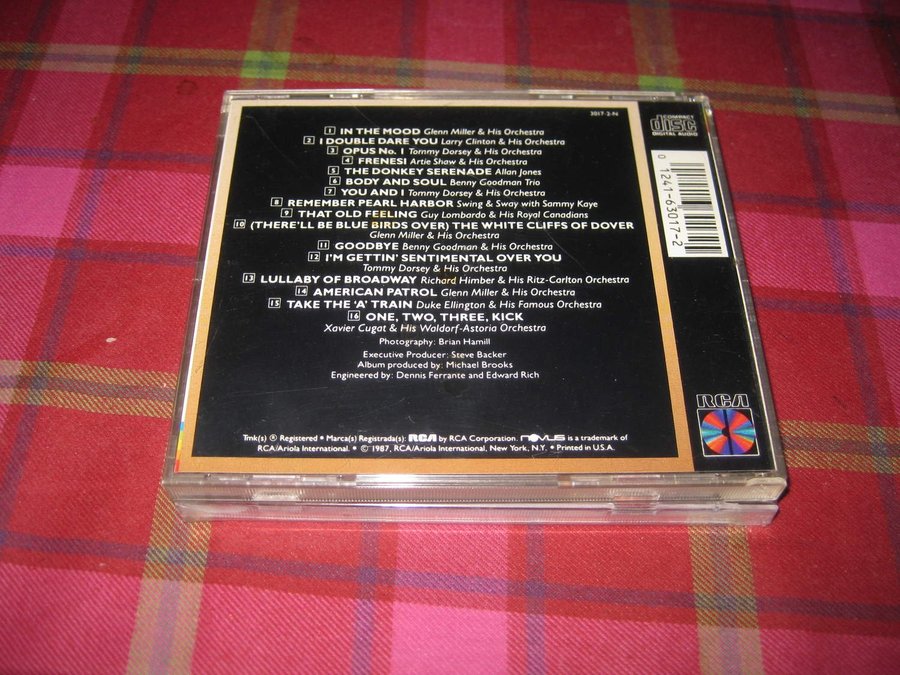 3017-2-N
1 IN THE MOOD Glenn Miller & His Orchestra
2 I DOUBLE DARE YOU Larry Clinton & His Orchestra
3 OPUS No. 1 Tommy Dorsey & His Orchestra
4 FRENESI Artie Shaw & His Orchestra
5 THE DONKEY SERENADE Allan Jones
6 BODY AND SOUL Benny Goodman Trio
7 YOU AND I Tommy Dorsey & His Orchestra
8 REMEMBER PEARL HARBOR Swing & Sway with Sammy Kaye
9 THAT OLD FEELING Guy Lombardo & His Royal Canadians
10 (THERE'LL BE BLUE BIRDS OVER) THE WHITE CLIFFS OF DOVER
Glenn Miller & His Orchestra
11 GOODBYE Benny Goodman & His Orchestra
12 I'M GETTIN' SENTIMENTAL OVER YOU
Tommy Dorsey & His Orchestra
13 LULLABY OF BROADWAY Richard Himber & His Ritz-Carlton Orchestra
14 AMERICAN PATROL Glenn Miller & His Orchestra
15 TAKE THE 'A' TRAIN Duke Ellington & His Famous Orchestra
16 ONE, TWO, THREE, KICK
Xavier Cugat & His Waldorf-Astoria Orchestra
Photography: Brian Hamill
Executive Producer: Steve Backer
Album produced by: Michael Brooks
Engineered by: Dennis Ferrante and Edward Rich
Tmk(s) ® Registered • Marca(s) Registrada(s): RCA by RCA Corporation. NOVUS is a trademark of
RCA/Ariola International. • © 1987, RCA/Ariola International, New York, N.Y. • Printed in U.S.A.
COMPACT
disc
DIGITAL AUDIO
0 1241-63017-2
RCA